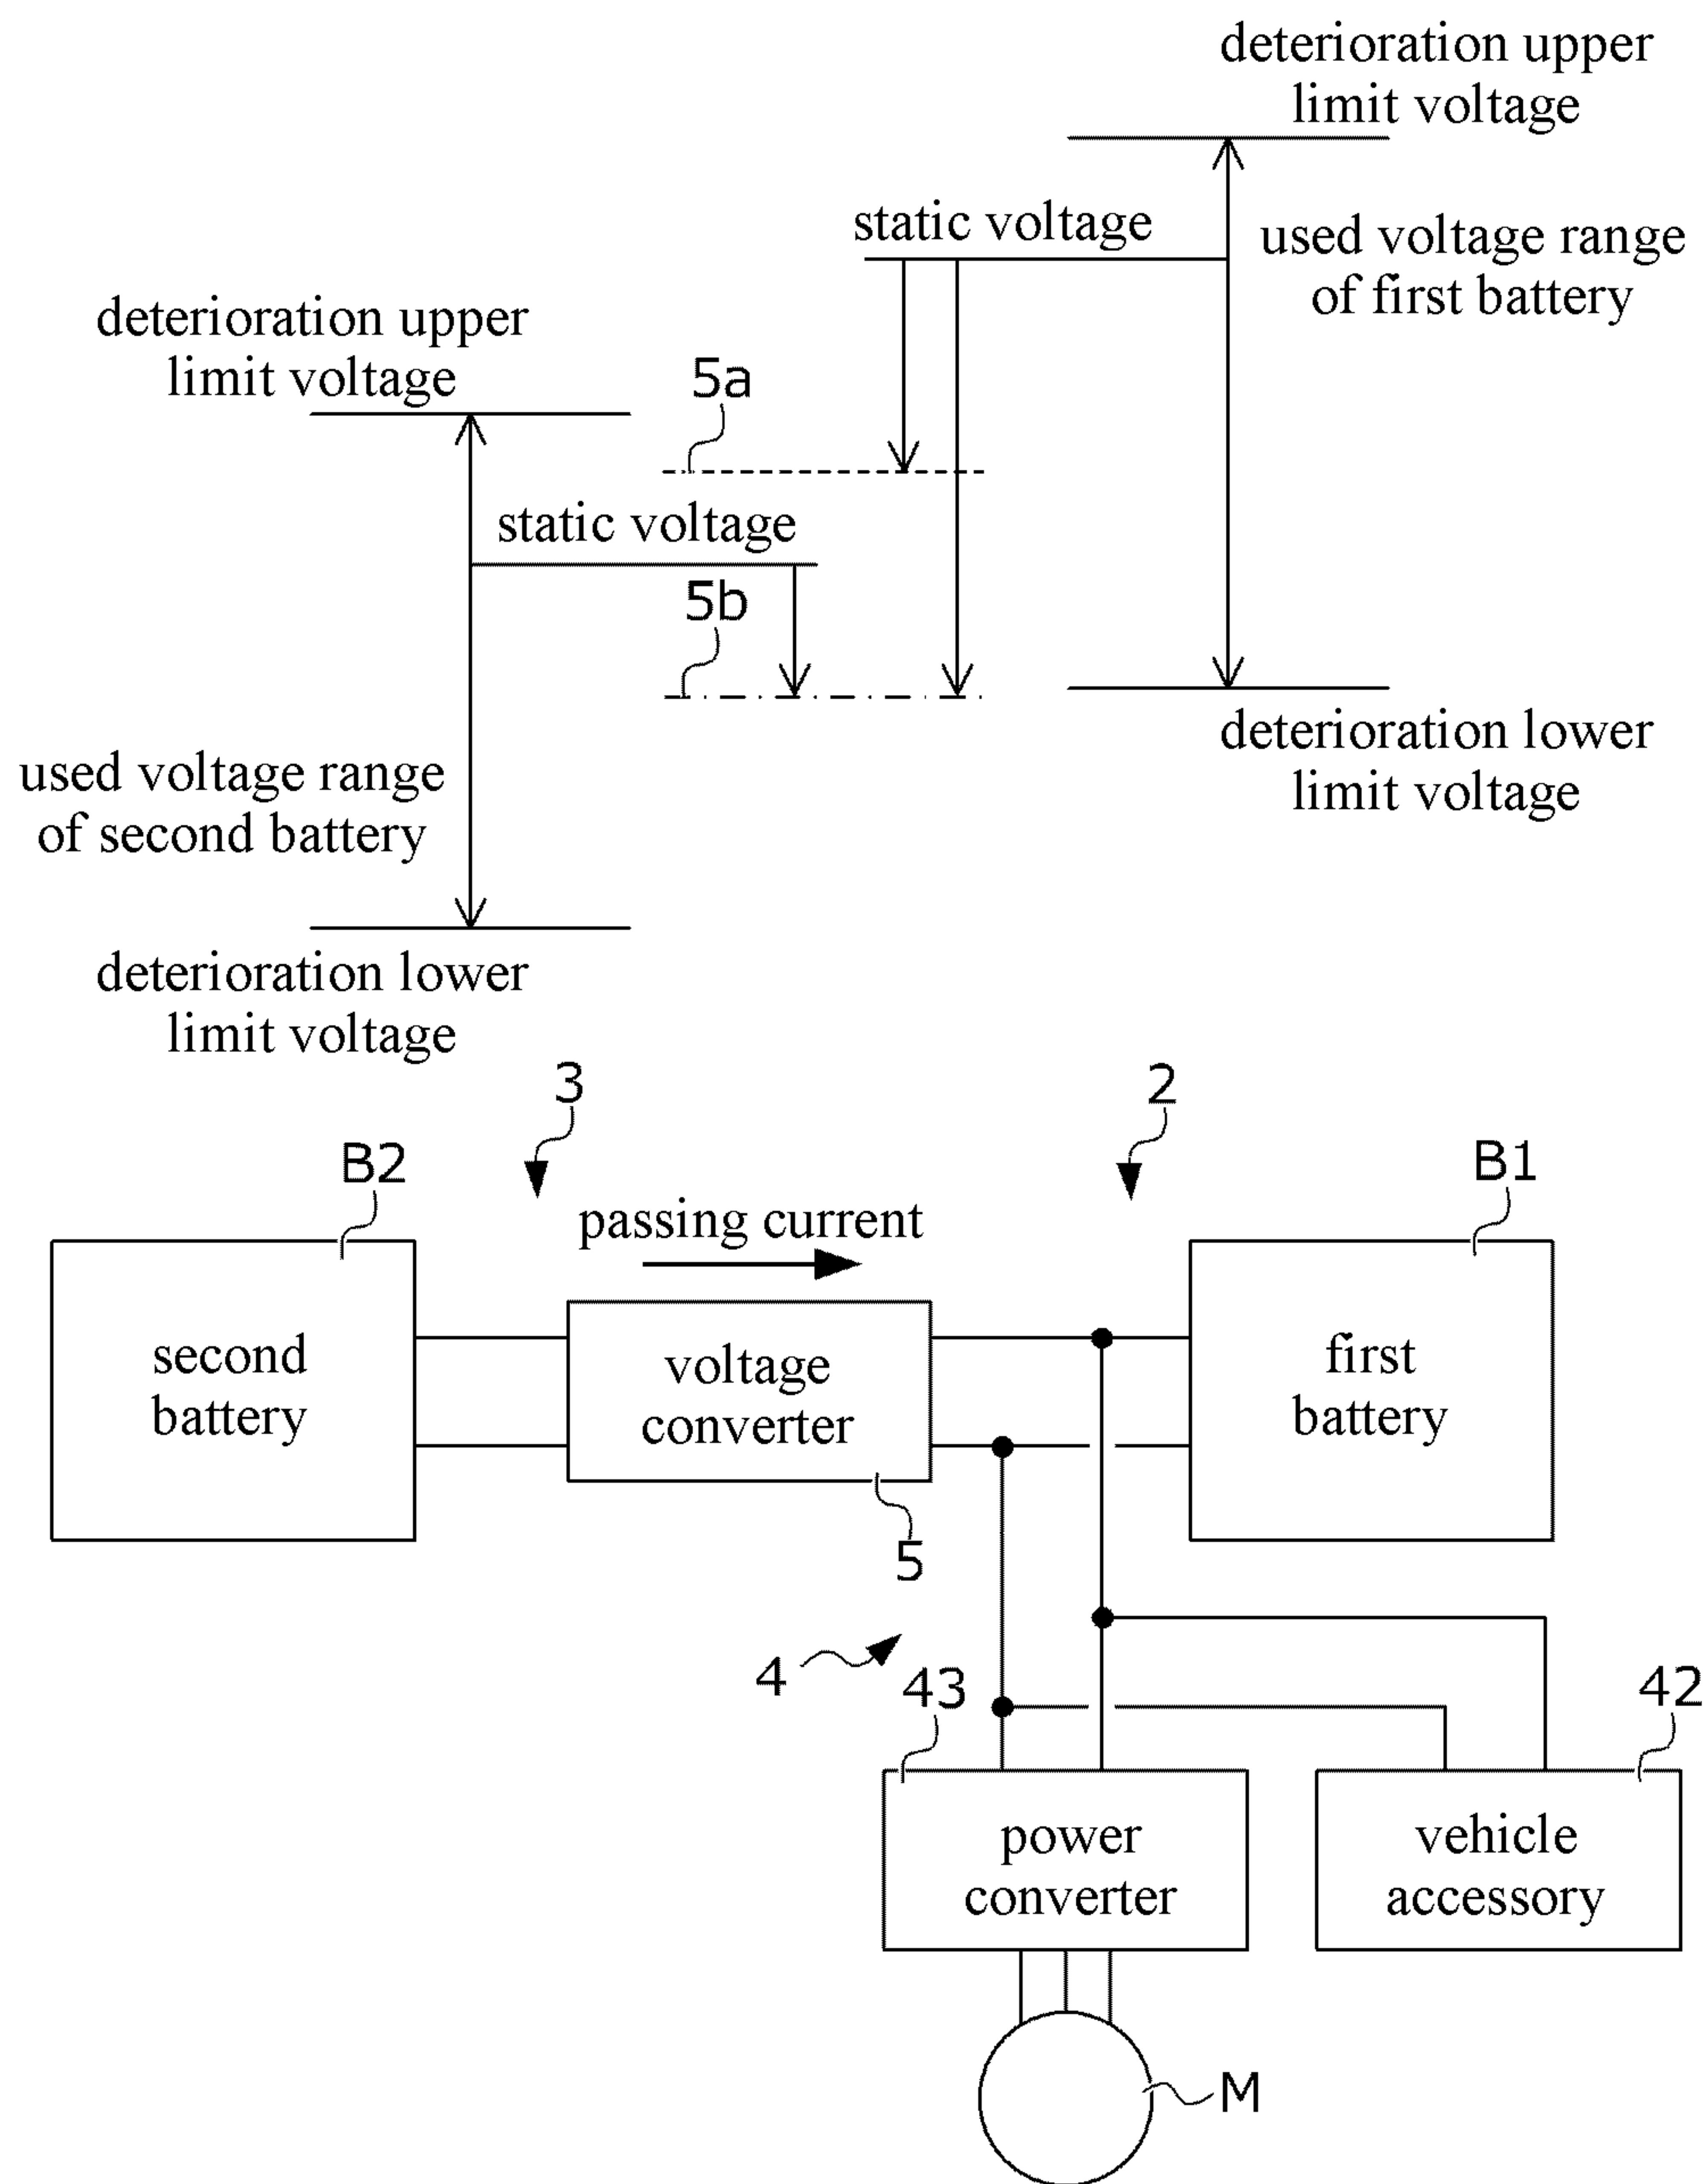 deterioration upper
limit voltage
static voltage
used voltage range
of first battery
deterioration upper
limit voltage
5a
static voltage
5b
deterioration lower
limit voltage
used voltage range
of second battery
deterioration lower
limit voltage
3
2
B2
B1
passing current
second
battery
voltage
converter
first
battery
5
4
43
42
power
converter
vehicle
accessory
M